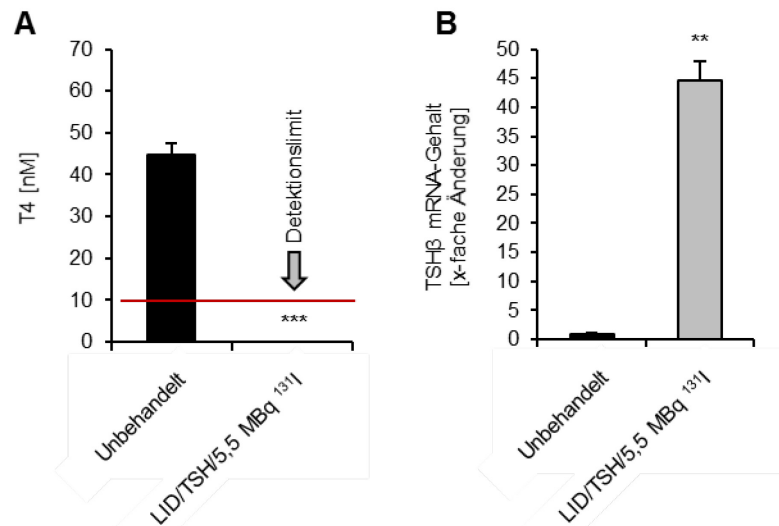 A
T4 [nM]
70
60
50
40
30
20
10
0
Detektionslimit
***
Unbehandelt
LID/TSH/5,5 MBq ¹³¹I
B
TSHβ mRNA-Gehalt
[x-fache Änderung]
50
45
40
35
30
25
20
15
10
5
0
**
Unbehandelt
LID/TSH/5,5 MBq ¹³¹I